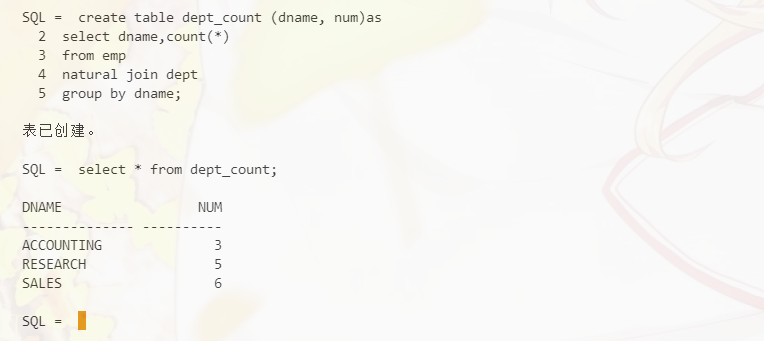 SQL =  create table dept_count (dname, num)as
  2  select dname,count(*)
  3  from emp
  4  natural join dept
  5  group by dname;
表已创建。
SQL =  select * from dept_count;
DNAME                 NUM
-------------- ----------
ACCOUNTING              3
RESEARCH                5
SALES                   6
SQL =